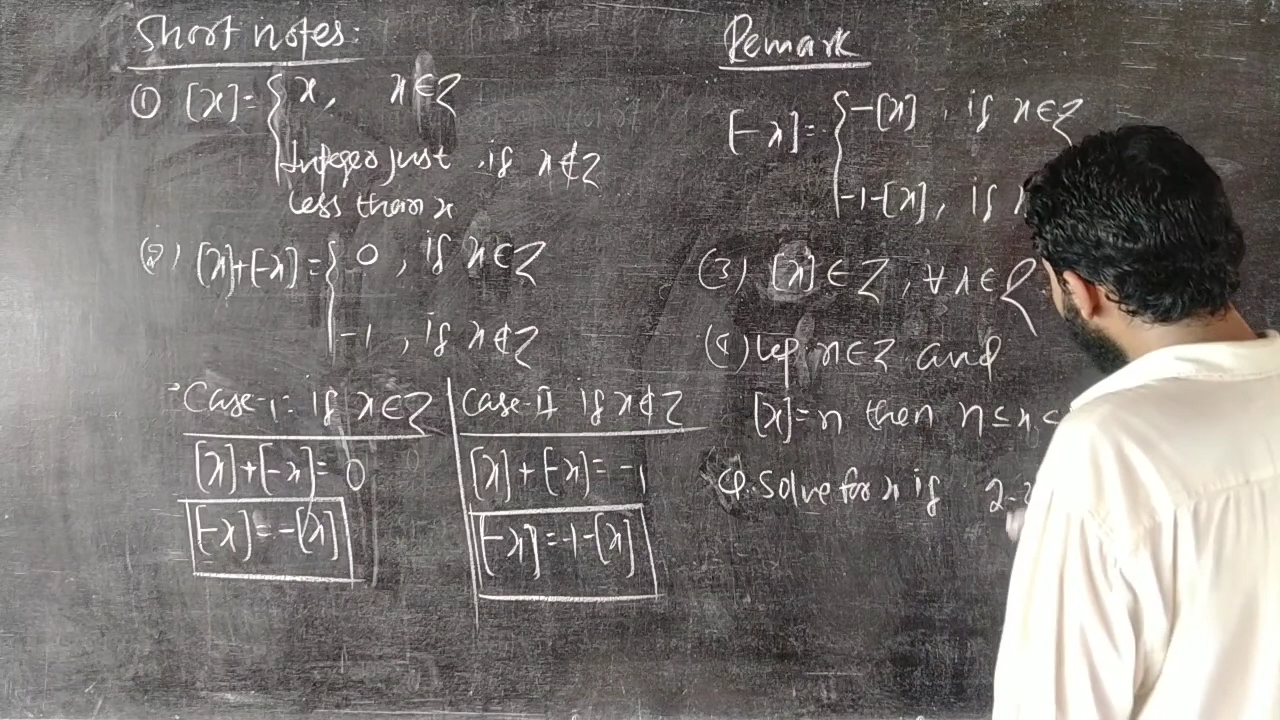 Short notes:
① [x]= { x, x∈Z
Integer just, if x∉Z
less than x
(2) [x]+[-x]= { 0, if x∈Z
-1, if x∉Z
Case-I: if x∈Z
[x]+[-x]=0
[-x]=-[x]
Case-II if x∉Z
[x]+[-x]=-1
[-x]=-1-[x]
Remark
[-x]= { -[x], if x∈Z
-1-[x], if
(3) [x]∈Z, ∀x∈R
(4) Let n∈Z and
[x]=n then n≤x<
Q. Solve for x if 2-